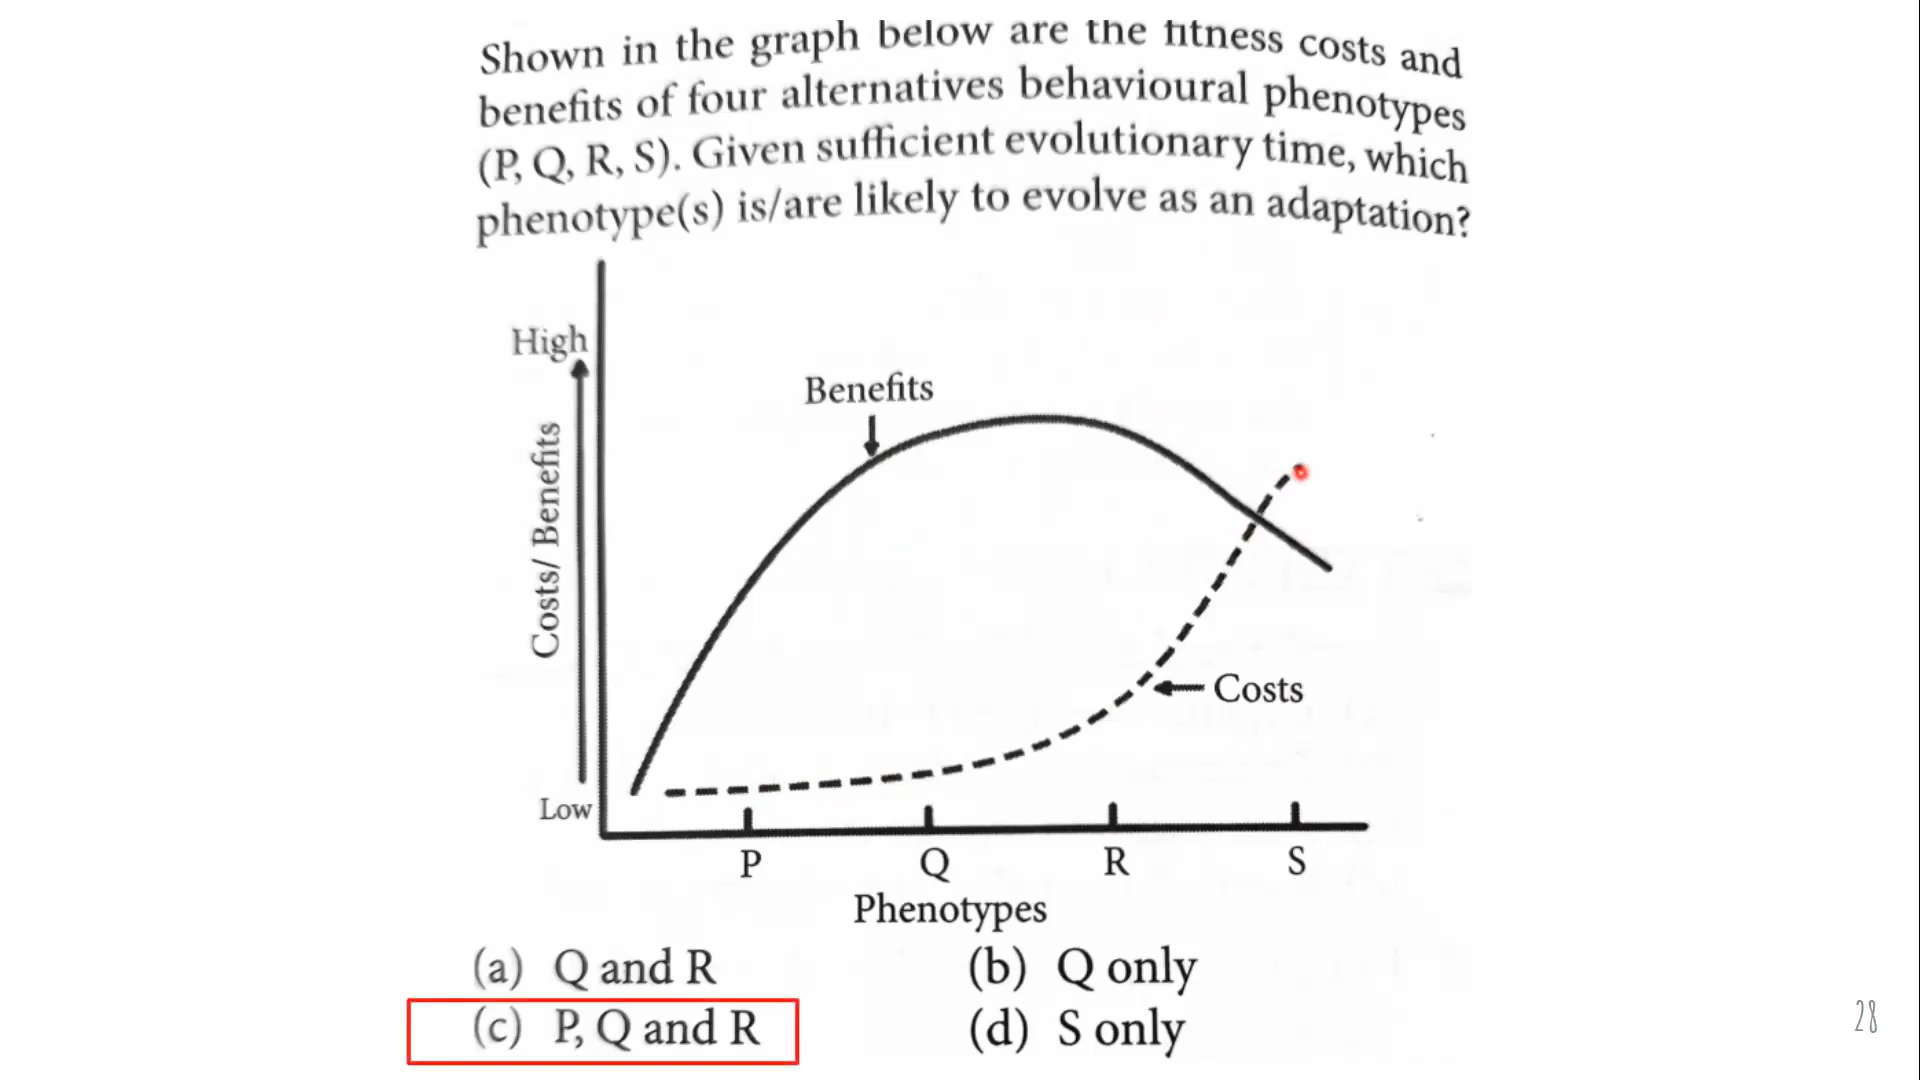 Shown in the graph below are the fitness costs and
benefits of four alternatives behavioural phenotypes
(P, Q, R, S). Given sufficient evolutionary time, which
phenotype(s) is/are likely to evolve as an adaptation?
High
Benefits
Costs/ Benefits
Costs
Low
P Q R S
Phenotypes
(a) Q and R (b) Q only
(c) P, Q and R (d) S only
28